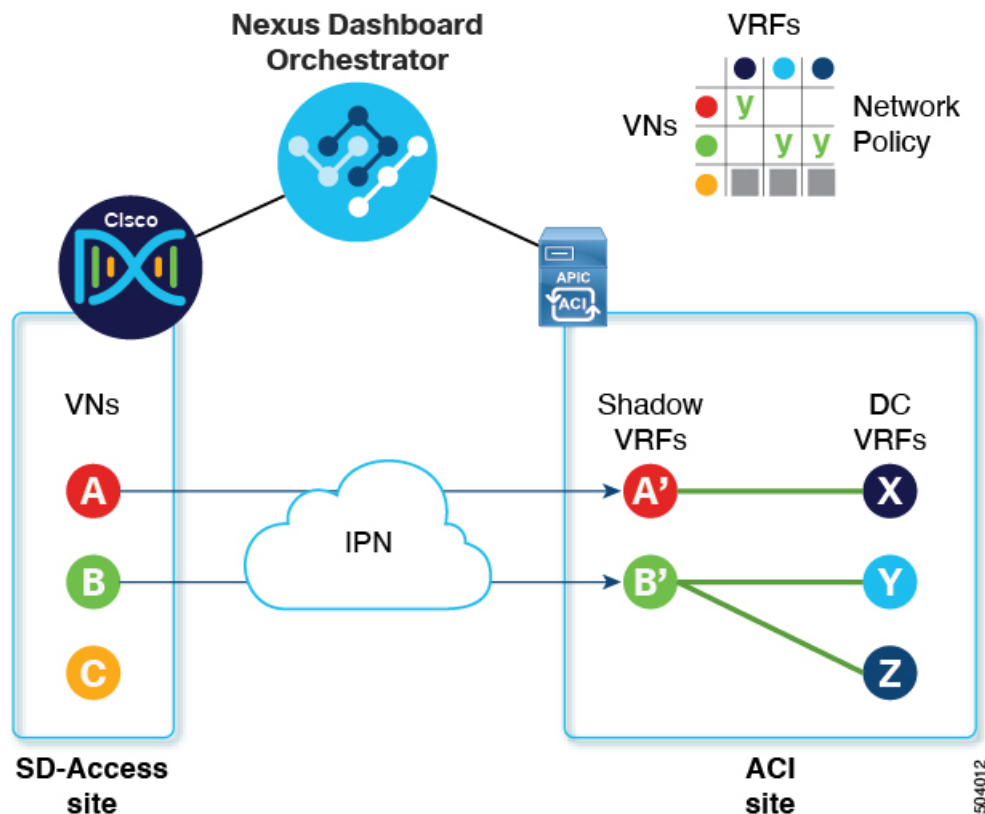 Nexus Dashboard
Orchestrator
VRFs
VNs
y
y y
Network
Policy
Cisco
APIC
ACI
VNs
Shadow
VRFs
DC
VRFs
A
IPN
A’
X
B
B’
Y
C
Z
SD-Access
site
ACI
site
504012